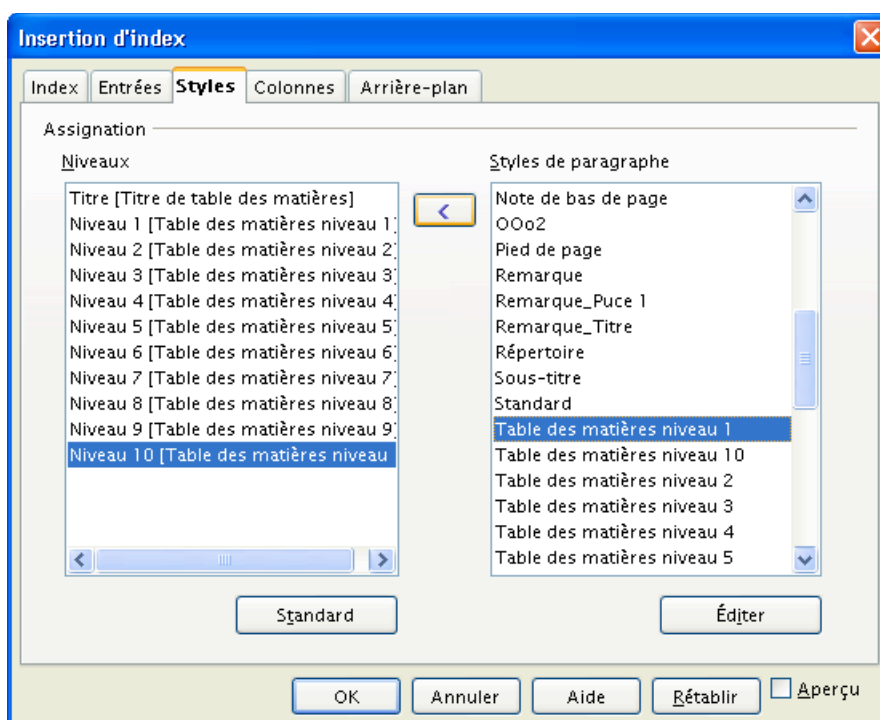 Insertion d'index
Index Entrées Styles Colonnes Arrière-plan
Assignation
Niveaux
Titre [Titre de table des matières]
Niveau 1 [Table des matières niveau 1]
Niveau 2 [Table des matières niveau 2]
Niveau 3 [Table des matières niveau 3]
Niveau 4 [Table des matières niveau 4]
Niveau 5 [Table des matières niveau 5]
Niveau 6 [Table des matières niveau 6]
Niveau 7 [Table des matières niveau 7]
Niveau 8 [Table des matières niveau 8]
Niveau 9 [Table des matières niveau 9]
Niveau 10 [Table des matières niveau
Standard
<
Styles de paragraphe
Note de bas de page
OOo2
Pied de page
Remarque
Remarque_Puce 1
Remarque_Titre
Répertoire
Sous-titre
Standard
Table des matières niveau 1
Table des matières niveau 10
Table des matières niveau 2
Table des matières niveau 3
Table des matières niveau 4
Table des matières niveau 5
Éditer
OK Annuler Aide Rétablir Aperçu